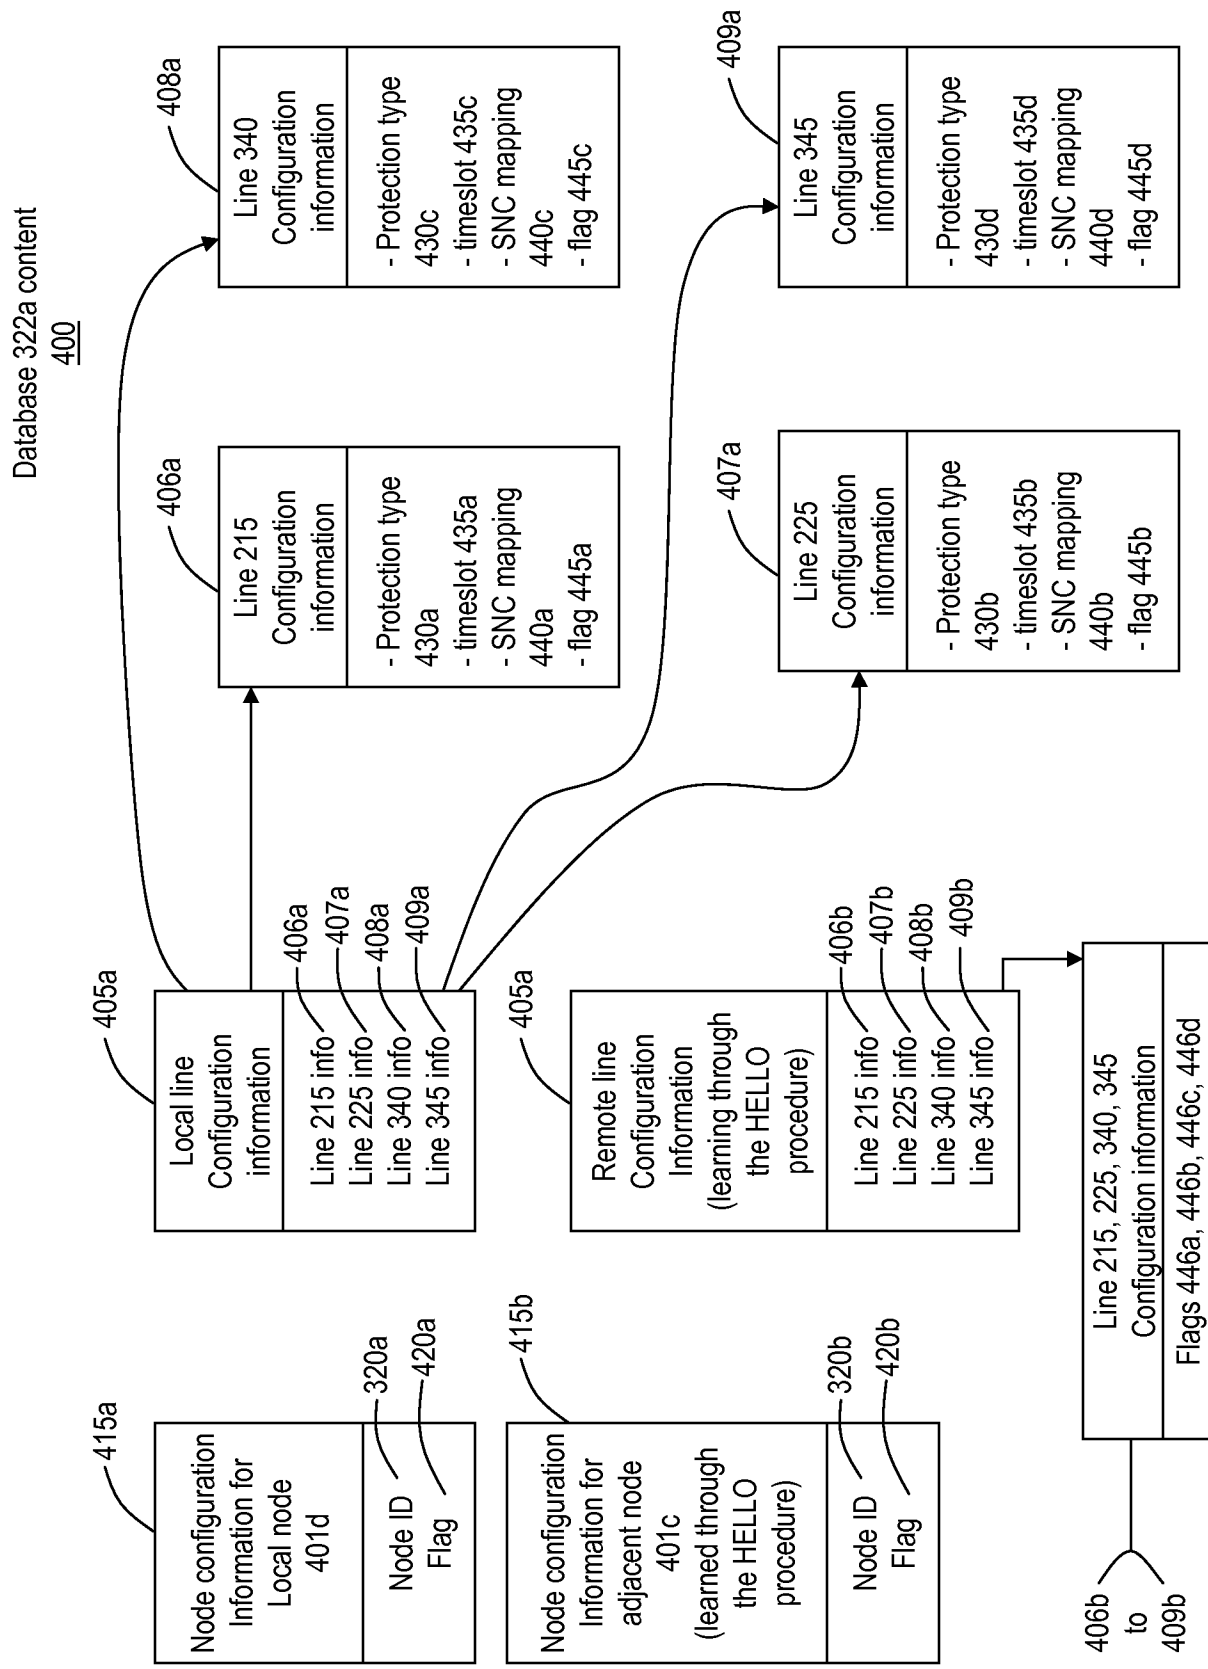 Database 322a content
400
415a
Node configuration
Information for
Local node
401d
Node ID
Flag
320a
420a
405a
Local line
Configuration
information
Line 215 info
Line 225 info
Line 340 info
Line 345 info
406a
407a
408a
409a
406a
Line 215
Configuration
information
- Protection type
430a
- timeslot 435a
- SNC mapping
440a
- flag 445a
408a
Line 340
Configuration
information
- Protection type
430c
- timeslot 435c
- SNC mapping
440c
- flag 445c
415b
Node configuration
Information for
adjacent node
401c
(learned through
the HELLO
procedure)
Node ID
Flag
320b
420b
405a
Remote line
Configuration
Information
(learning through
the HELLO
procedure)
Line 215 info
Line 225 info
Line 340 info
Line 345 info
406b
407b
408b
409b
407a
Line 225
Configuration
information
- Protection type
430b
- timeslot 435b
- SNC mapping
440b
- flag 445b
409a
Line 345
Configuration
information
- Protection type
430d
- timeslot 435d
- SNC mapping
440d
- flag 445d
406b
to
409b
Line 215, 225, 340, 345
Configuration information
Flags 446a, 446b, 446c, 446d